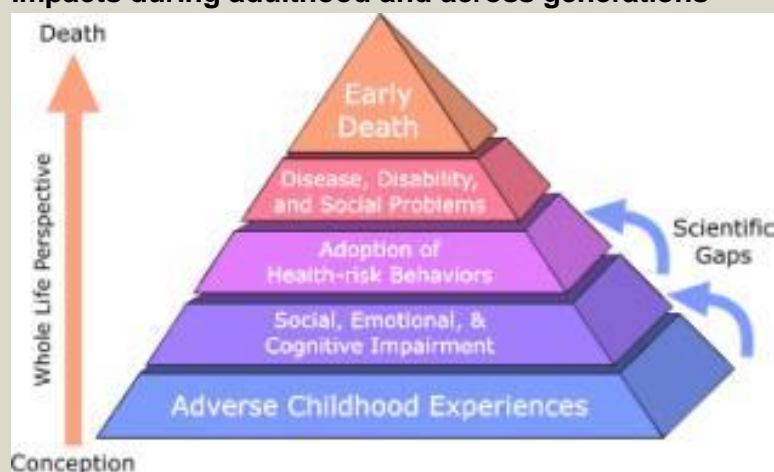 Impacts during adulthood and across generations
Death
Whole Life Perspective
Conception
Early
Death
Disease, Disability,
and Social Problems
Adoption of
Health-risk Behaviors
Social, Emotional, &
Cognitive Impairment
Adverse Childhood Experiences
Scientific
Gaps